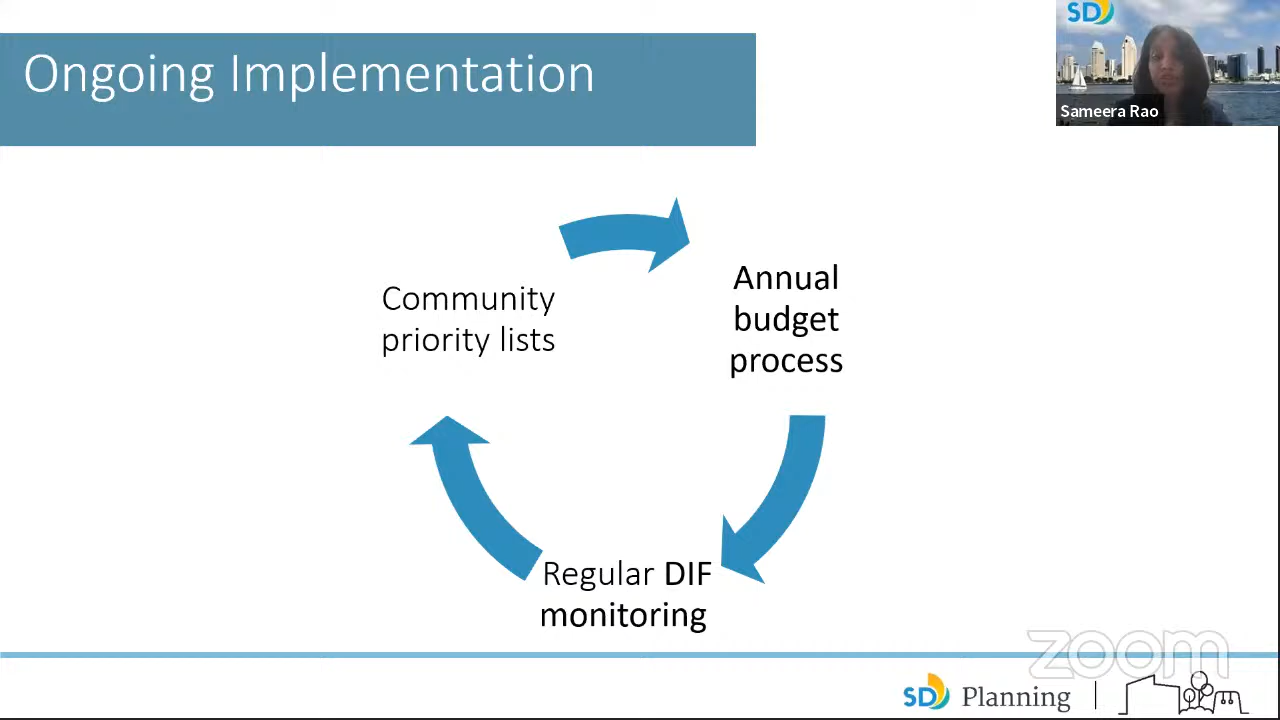 Ongoing Implementation
SD
Sameera Rao
Community
priority lists
Annual
budget
process
Regular DIF
monitoring
zoom
SD Planning